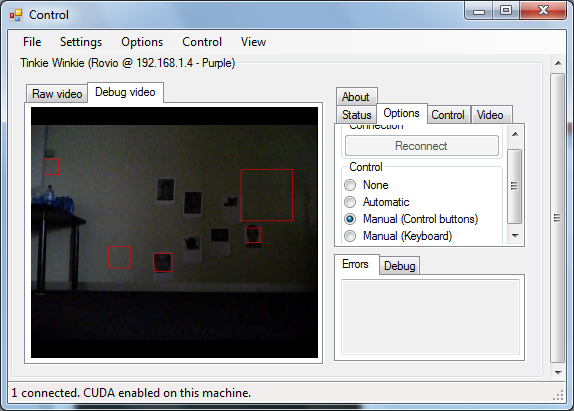 Control
File Settings Options Control View
Tinkie Winkie (Rovio @ 192.168.1.4 - Purple)
Raw video Debug video
About
Status Options Control Video
Connection
Reconnect
Control
None
Automatic
Manual (Control buttons)
Manual (Keyboard)
Errors Debug
1 connected. CUDA enabled on this machine.